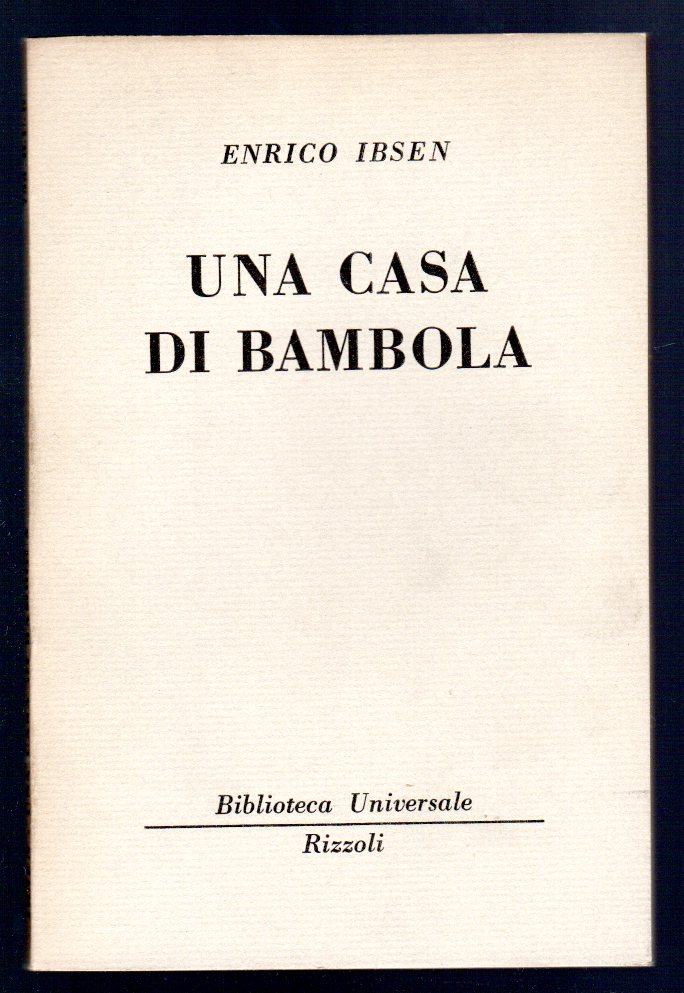 ENRICO IBSEN
UNA CASA
DI BAMBOLA
Biblioteca Universale
Rizzoli